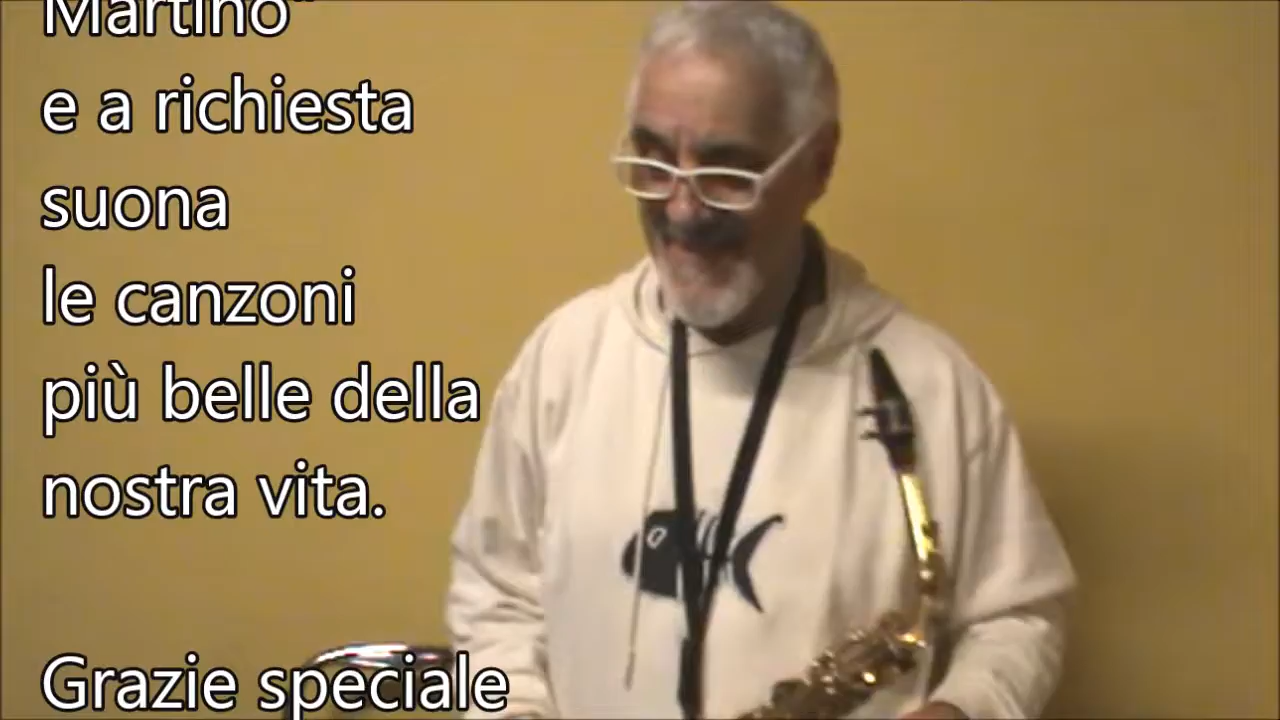 Martino"
e a richiesta
suona
le canzoni
più belle della
nostra vita.
Grazie speciale